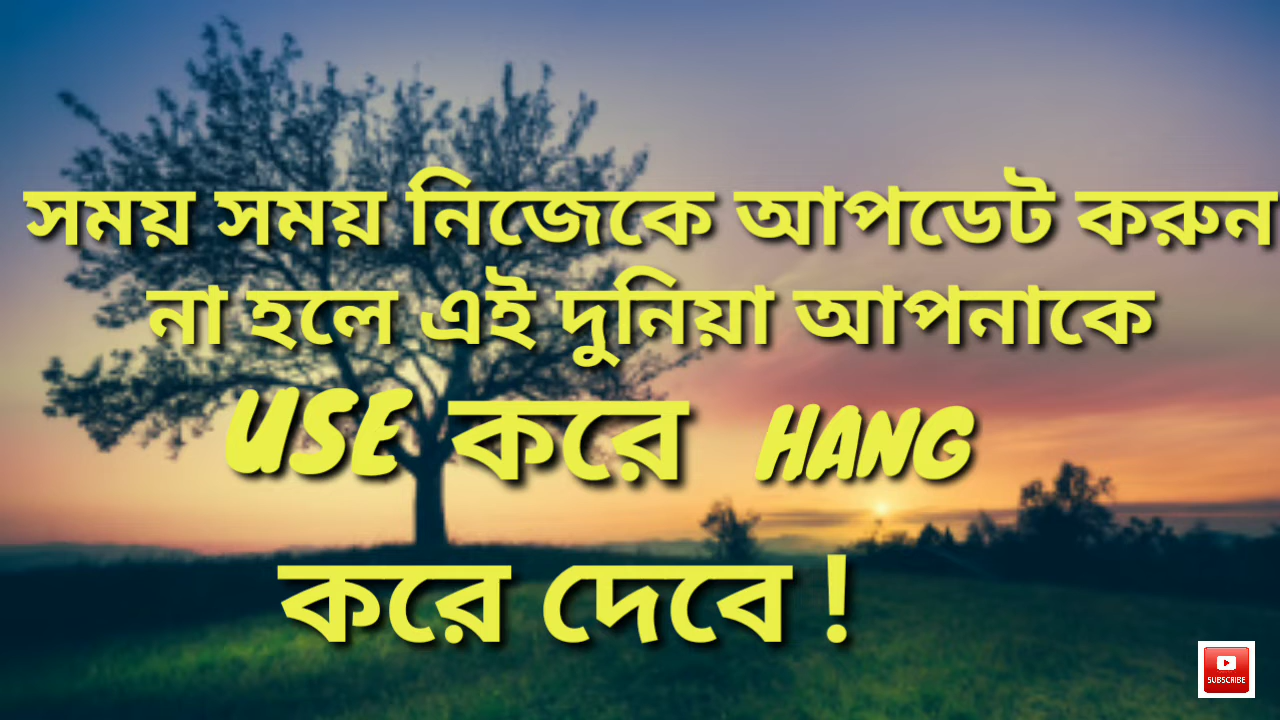 সময় সময় নিজেকে আপডেট করুন
না হলে এই দুনিয়া আপনাকে
USE করে HANG
করে দেবে !
SUBSCRIBE